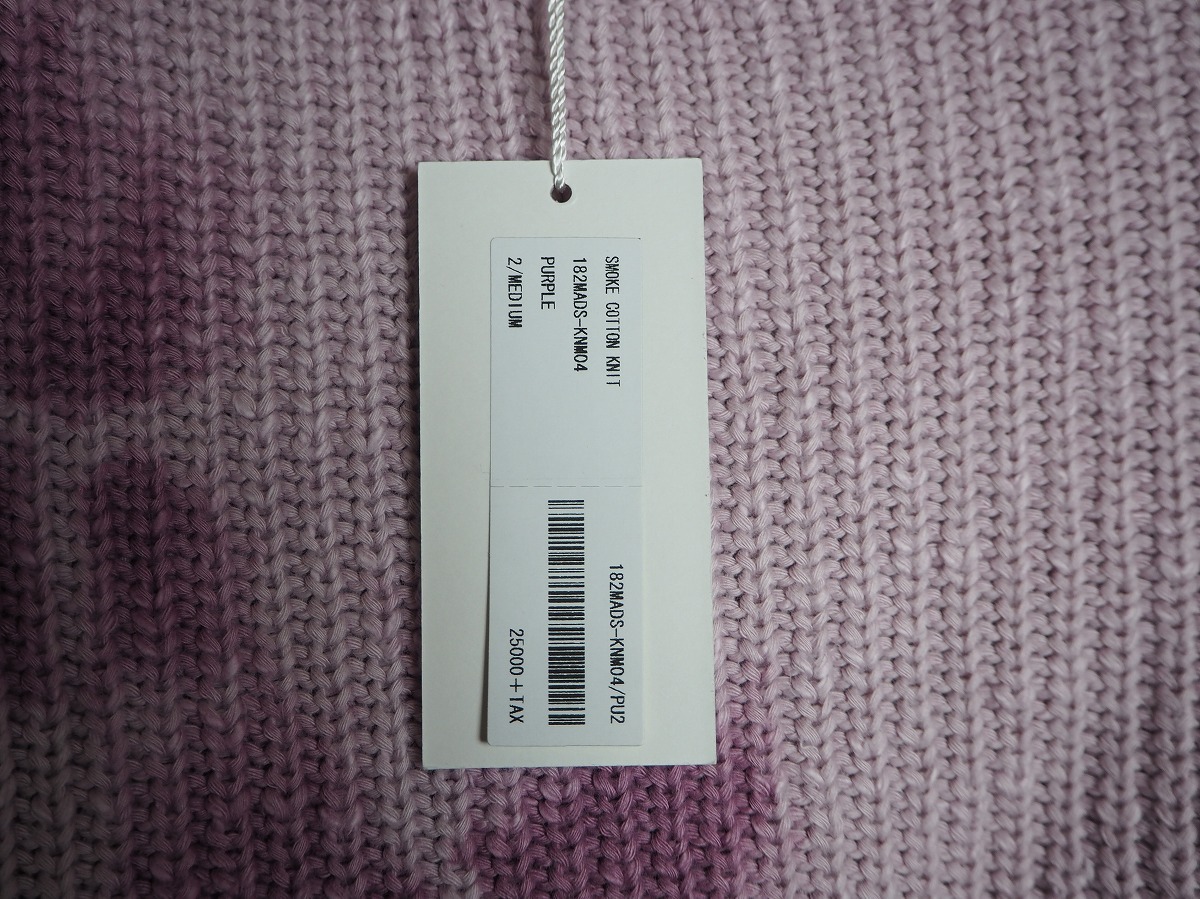 SMOKE COTTON KNIT
182MADS-KNM04
PURPLE
2/MEDIUM
182MADS-KNM04/PU2
25000+TAX